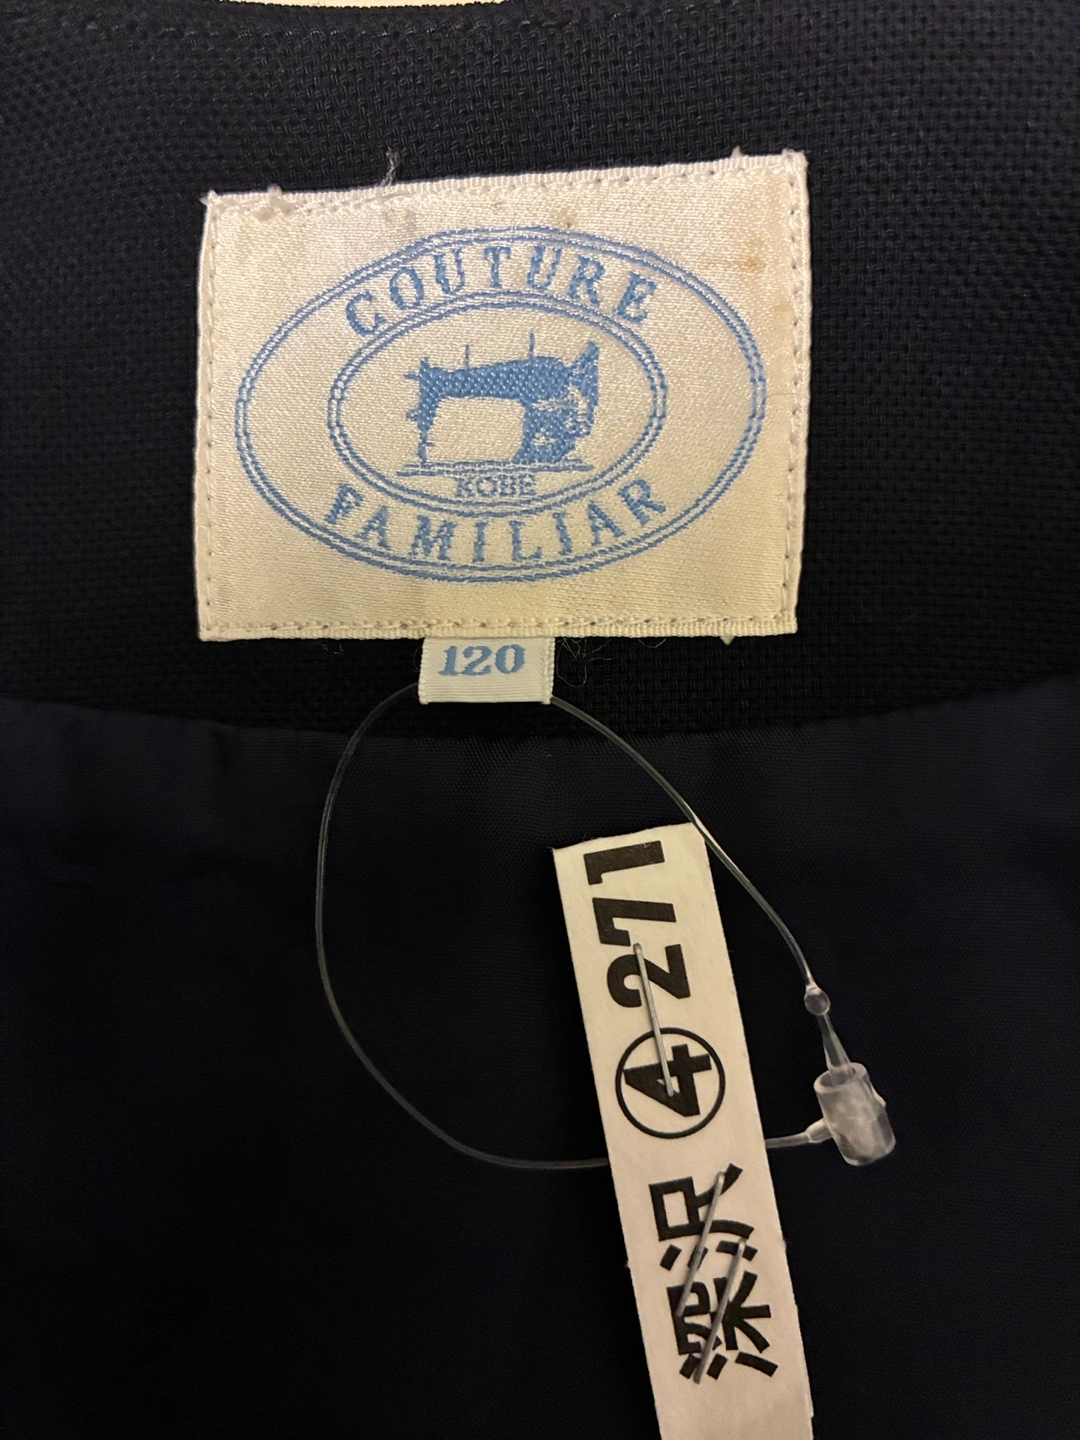 COUTURE
KOBE
FAMILIAR
120
深沢 ④ 271